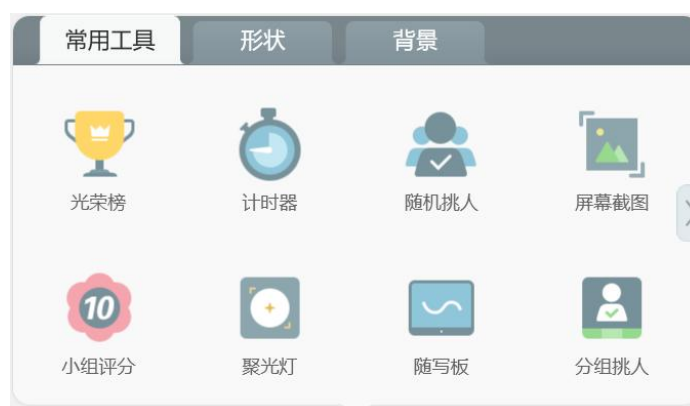 常用工具 形状 背景
光荣榜 计时器 随机挑人 屏幕截图
10
小组评分 聚光灯 随写板 分组挑人